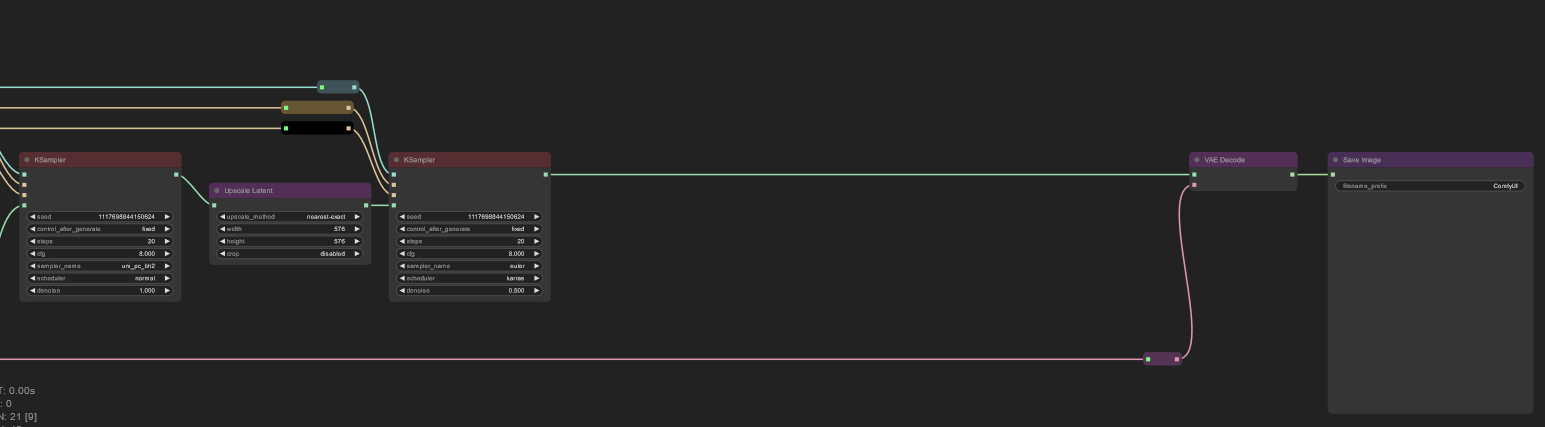 KSampler
seed 1117698844150624
control_after_generate fixed
steps 20
cfg 8.000
sampler_name uni_pc_bh2
scheduler normal
denoise 1.000
Upscale Latent
upscale_method nearest-exact
width 576
height 576
crop disabled
KSampler
seed 1117698844150624
control_after_generate fixed
steps 20
cfg 8.000
sampler_name euler
scheduler karras
denoise 0.500
VAE Decode
Save Image
filename_prefix ComfyUI
T: 0.00s
: 0
N: 21 [9]